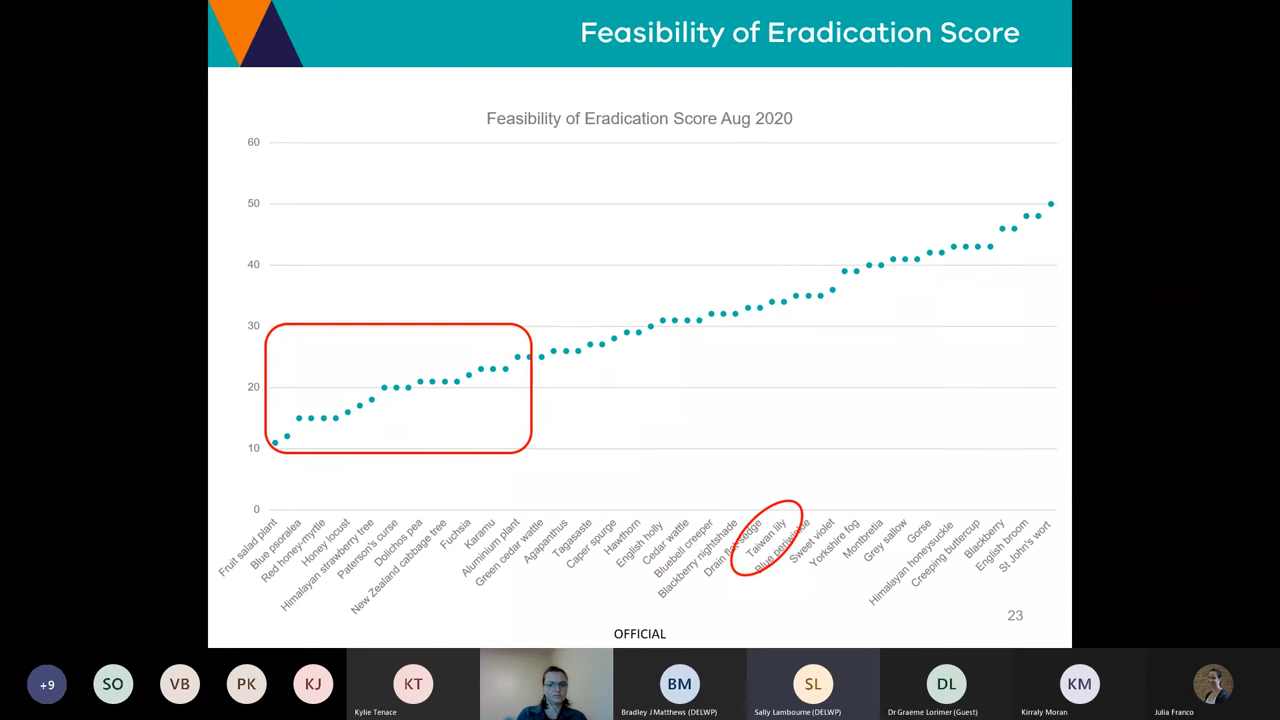 Feasibility of Eradication Score
Feasibility of Eradication Score Aug 2020
60
50
40
30
20
10
0
Fruit salad plant
Blue psoralea
Red honey-myrtle
Honey locust
Himalayan strawberry tree
Paterson's curse
Dolichos pea
New Zealand cabbage tree
Fuchsia
Karamu
Aluminium plant
Green cedar wattle
Agapanthus
Tagasaste
Caper spurge
Hawthorn
English holly
Cedar wattle
Bluebell creeper
Blackberry nightshade
Drain flat-sedge
Taiwan lily
Blue periwinkle
Sweet violet
Yorkshire fog
Montbretia
Grey sallow
Gorse
Himalayan honeysuckle
Creeping buttercup
Blackberry
English broom
St John's wort
23
OFFICIAL
+9
SO
VB
PK
KJ
KT
BM
SL
DL
KM
Kylie Tenace
Bradley J Matthews (DELWP)
Sally Lambourne (DELWP)
Dr Graeme Lorimer (Guest)
Kirraly Moran
Julia Franco